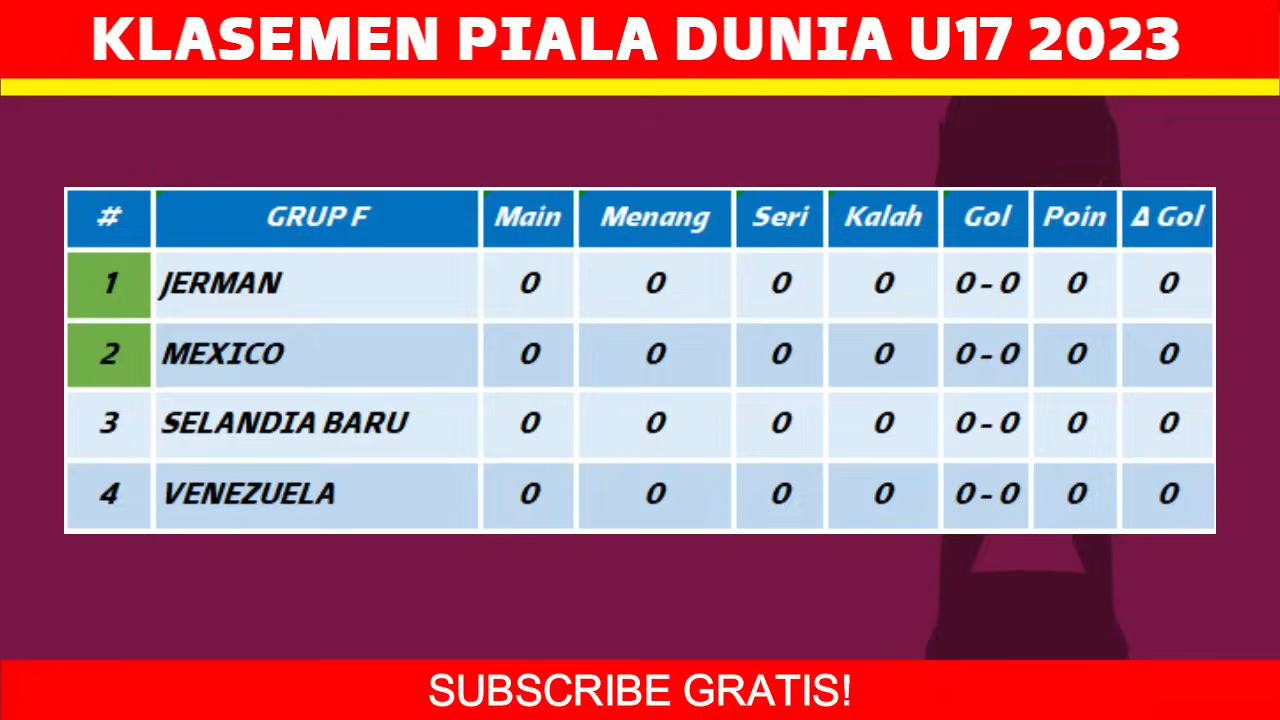 KLASEMEN PIALA DUNIA U17 2023
# GRUP F Main Menang Seri Kalah Gol Poin Δ Gol
1 JERMAN 0 0 0 0 0 - 0 0 0
2 MEXICO 0 0 0 0 0 - 0 0 0
3 SELANDIA BARU 0 0 0 0 0 - 0 0 0
4 VENEZUELA 0 0 0 0 0 - 0 0 0
SUBSCRIBE GRATIS!